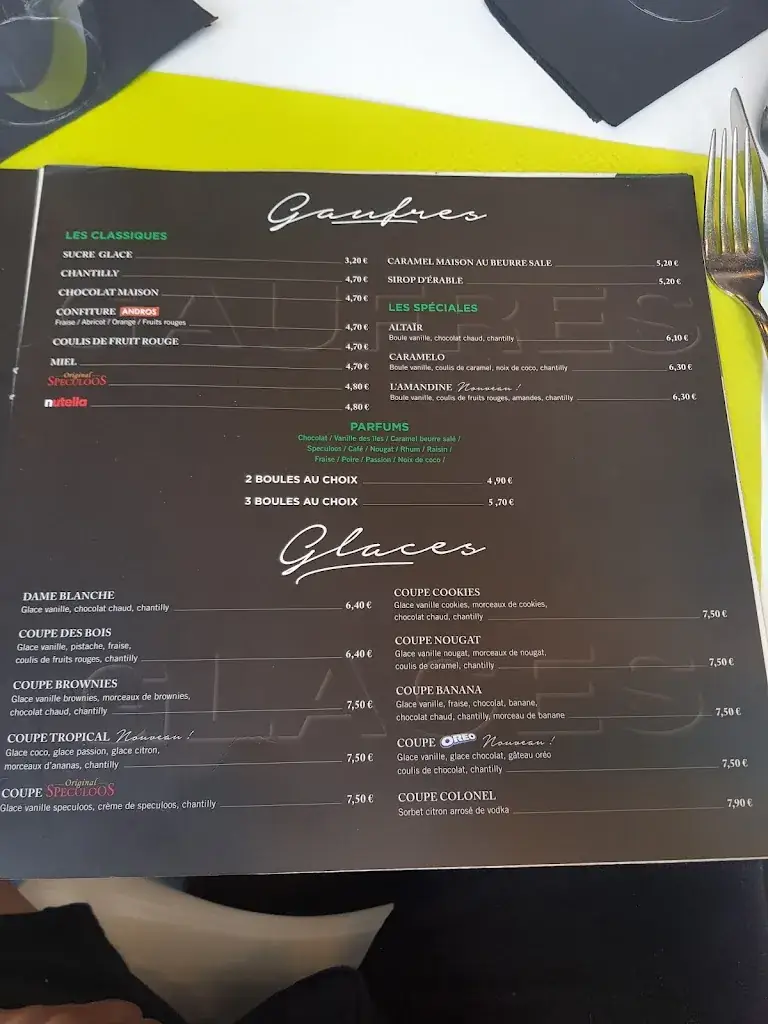 Gaufres
LES CLASSIQUES
SUCRE GLACE 3,20 €
CHANTILLY 4,70 €
CHOCOLAT MAISON 4,70 €
CONFITURE ANDROS
Fraise / Abricot / Orange / Fruits rouges 4,70 €
COULIS DE FRUIT ROUGE 4,70 €
MIEL 4,70 €
Original
SPECULOOS 4,80 €
nutella 4,80 €
CARAMEL MAISON AU BEURRE SALE 5,20 €
SIROP D'ÉRABLE 5,20 €
LES SPÉCIALES
ALTAÏR
Boule vanille, chocolat chaud, chantilly 6,10 €
CARAMELO
Boule vanille, coulis de caramel, noix de coco, chantilly 6,30 €
L'AMANDINE Nouveau !
Boule vanille, coulis de fruits rouges, amandes, chantilly 6,30 €
GAUFRES
PARFUMS
Chocolat / Vanille des îles / Caramel beurre salé /
Speculoos / Café / Nougat / Rhum / Raisin /
Fraise / Poire / Passion / Noix de coco /
2 BOULES AU CHOIX 4,90 €
3 BOULES AU CHOIX 5,70 €
Glaces
DAME BLANCHE
Glace vanille, chocolat chaud, chantilly 6,40 €
COUPE DES BOIS
Glace vanille, pistache, fraise,
coulis de fruits rouges, chantilly 6,40 €
COUPE BROWNIES
Glace vanille brownies, morceaux de brownies,
chocolat chaud, chantilly 7,50 €
COUPE TROPICAL Nouveau !
Glace coco, glace passion, glace citron,
morceaux d'ananas, chantilly 7,50 €
Original
COUPE SPECULOOS
Glace vanille speculoos, crème de speculoos, chantilly 7,50 €
COUPE COOKIES
Glace vanille cookies, morceaux de cookies,
chocolat chaud, chantilly 7,50 €
COUPE NOUGAT
Glace vanille nougat, morceaux de nougat,
coulis de caramel, chantilly 7,50 €
COUPE BANANA
Glace vanille, fraise, chocolat, banane,
chocolat chaud, chantilly, morceau de banane 7,50 €
COUPE OREO Nouveau !
Glace vanille, glace chocolat, gâteau oréo
coulis de chocolat, chantilly 7,50 €
COUPE COLONEL
Sorbet citron arrosé de vodka 7,90 €
GLACES